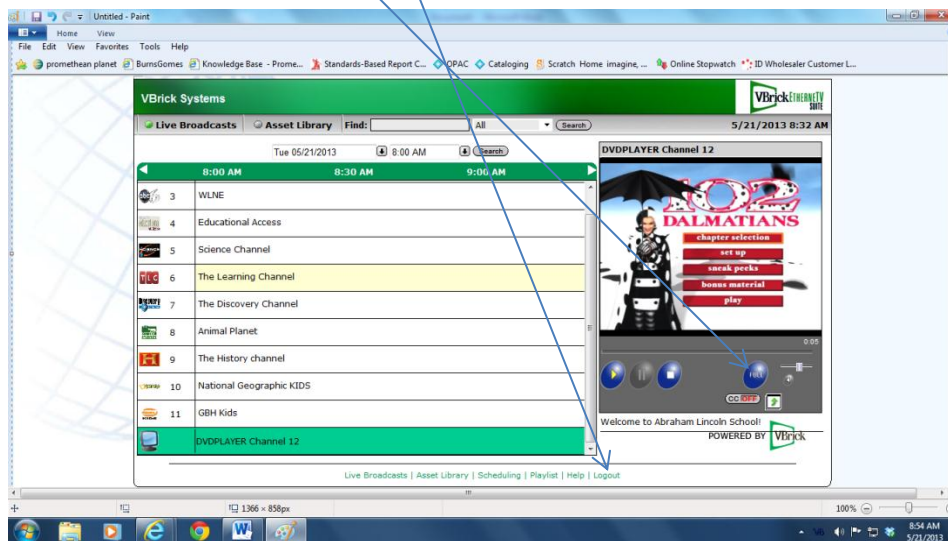 Untitled - Paint
Home View
File Edit View Favorites Tools Help
promethean planet BurnsGomes Knowledge Base - Prome... Standards-Based Report C... OPAC Cataloging Scratch Home imagine, ... Online Stopwatch ID Wholesaler Customer L...
VBrick Systems
VBrick ETHERNETV SUITE
Live Broadcasts Asset Library Find: All Search 5/21/2013 8:32 AM
Tue 05/21/2013 8:00 AM Search
DVDPLAYER Channel 12
8:00 AM 8:30 AM 9:00 AM
3 WLNE
4 Educational Access
5 Science Channel
TLC 6 The Learning Channel
7 The Discovery Channel
8 Animal Planet
H 9 The History channel
10 National Geographic KIDS
11 GBH Kids
DVDPLAYER Channel 12
102
DALMATIANS
chapter selection
set up
sneak peeks
bonus material
play
0:05
FULL
CC OFF
Welcome to Abraham Lincoln School!
POWERED BY VBrick
Live Broadcasts | Asset Library | Scheduling | Playlist | Help | Logout
1366 × 858px 100%
8:54 AM
5/21/2013